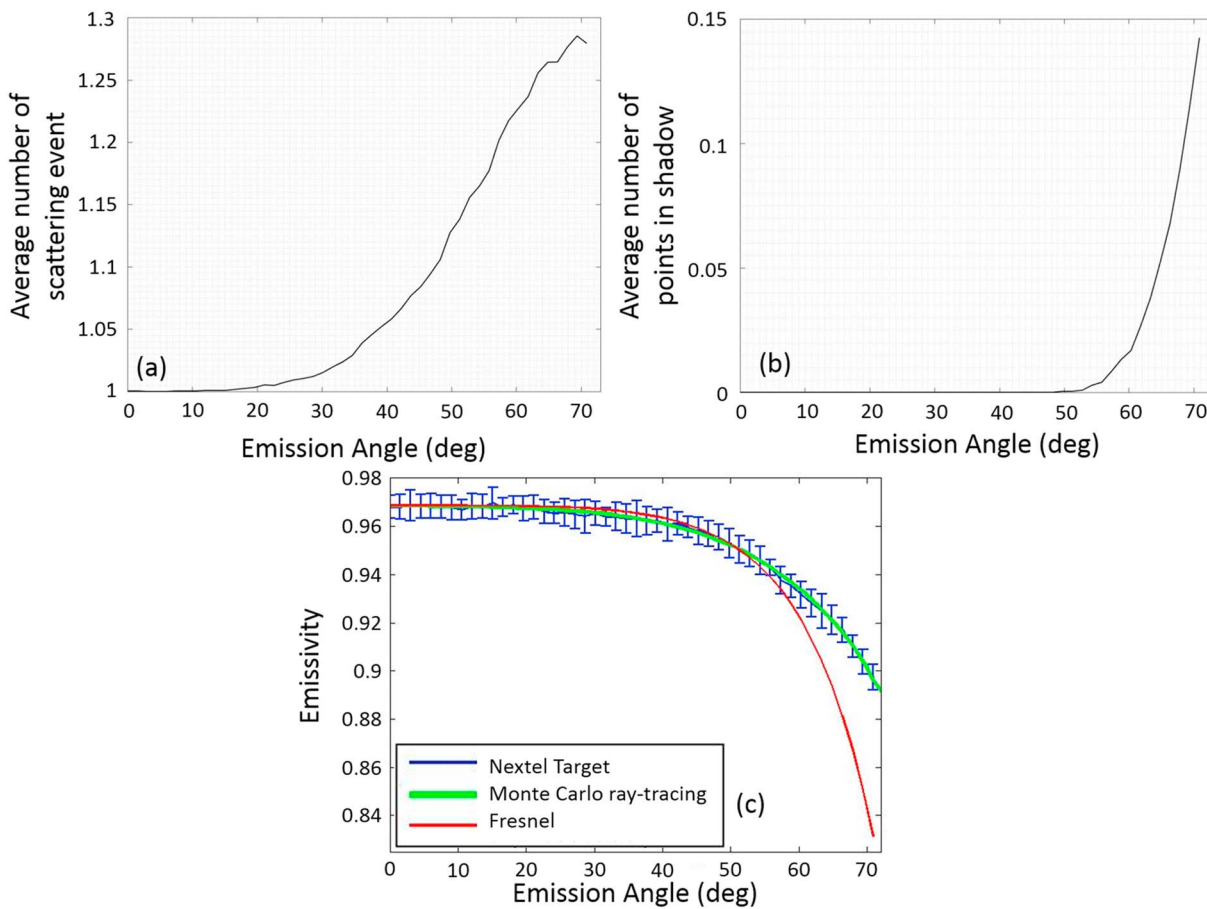 1.3
1.25
1.2
1.15
1.1
1.05
1
Average number of
scattering event
(a)
0 10 20 30 40 50 60 70
Emission Angle (deg)
0.15
0.1
0.05
0
Average number of
points in shadow
(b)
0 10 20 30 40 50 60 70
Emission Angle (deg)
0.98
0.96
0.94
0.92
0.9
0.88
0.86
0.84
Emissivity
Nextel Target
Monte Carlo ray-tracing
Fresnel
(c)
0 10 20 30 40 50 60 70
Emission Angle (deg)